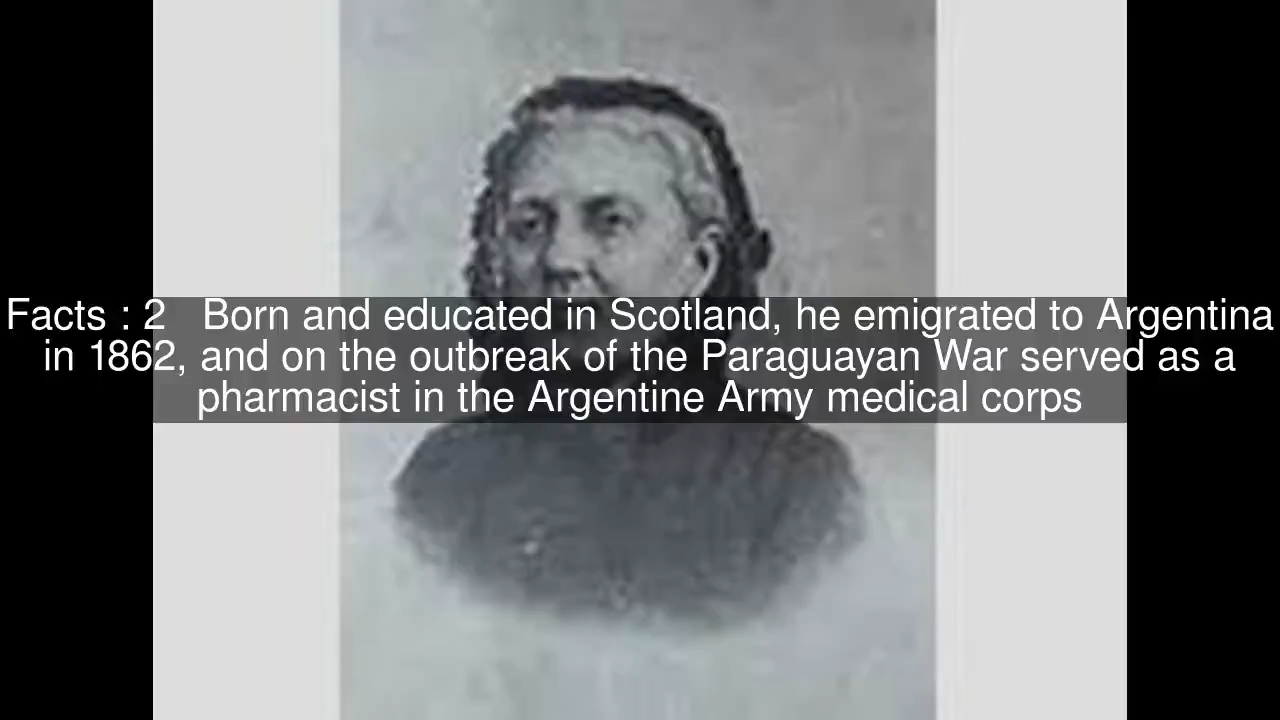 Facts : 2   Born and educated in Scotland, he emigrated to Argentina
in 1862, and on the outbreak of the Paraguayan War served as a
pharmacist in the Argentine Army medical corps